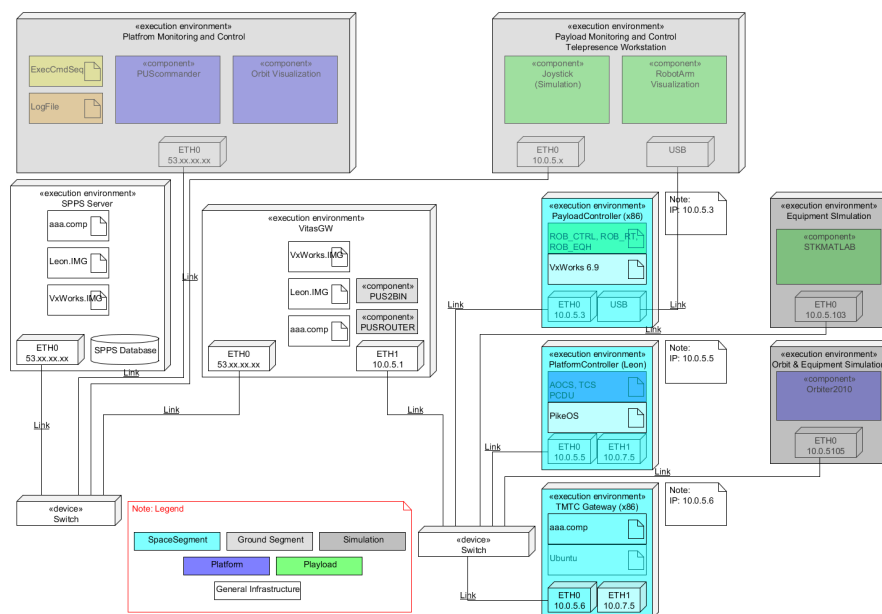 «execution environment»
Platfrom Monitoring and Control
ExecCmdSeq
LogFile
«component»
PUScommander
«component»
Orbit Visualization
ETH0
53.xx.xx.xx
«execution environment»
Payload Monitoring and Control
Telepresence Workstation
«component»
Joystick
(Simulation)
«component»
RobotArm
Visualization
ETH0
10.0.5.x
USB
«execution environment»
SPPS Server
aaa.comp
Leon.IMG
VxWorks.IMG
ETH0
53.xx.xx.xx
SPPS Database
«execution environment»
VitasGW
VxWorks.IMG
Leon.IMG
aaa.comp
«component»
PUS2BIN
«component»
PUSROUTER
ETH0
53.xx.xx.xx
ETH1
10.0.5.1
«execution environment»
PayloadController (x86)
ROB_CTRL, ROB_RT,
ROB_EQH
VxWorks 6.9
ETH0
10.0.5.3
USB
Note:
IP: 10.0.5.3
«execution environment»
Equipment SImulation
«component»
STKMATLAB
ETH0
10.0.5.103
«execution environment»
PlatformController (Leon)
AOCS, TCS
PCDU
PikeOS
ETH0
10.0.5.5
ETH1
10.0.7.5
Note:
IP: 10.0.5.5
«execution environment»
Orbit & Equipment Simulation
«component»
Orbiter2010
ETH0
10.0.5105
«execution environment»
TMTC Gateway (x86)
aaa.comp
Ubuntu
ETH0
10.0.5.6
ETH1
10.0.7.5
Note:
IP: 10.0.5.6
Link
Link
Link
Link
Link
Link
Link
Link
Link
Link
Link
«device»
Switch
«device»
Switch
Note: Legend
SpaceSegment
Ground Segment
Simulation
Platform
Playload
General Infrastructure